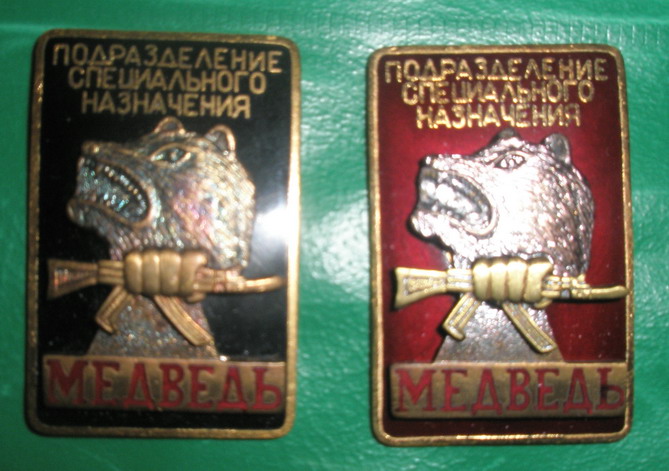 ПОДРАЗДЕЛЕНИЕ
СПЕЦИАЛЬНОГО
НАЗНАЧЕНИЯ
МЕДВЕДЬ
ПОДРАЗДЕЛЕНИЕ
СПЕЦИАЛЬНОГО
НАЗНАЧЕНИЯ
МЕДВЕДЬ